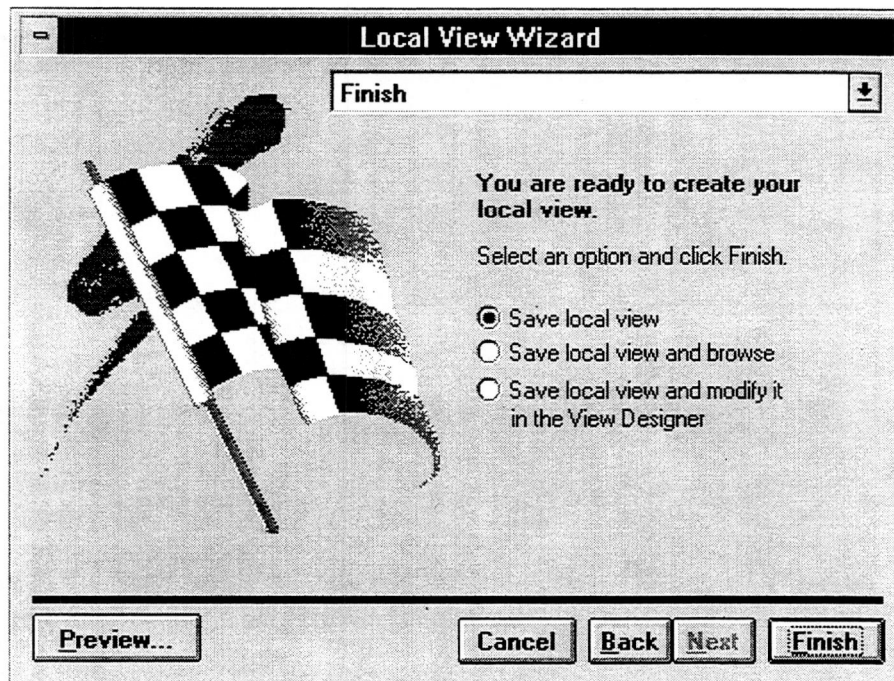 Local View Wizard
Finish
You are ready to create your
local view.
Select an option and click Finish.
Save local view
Save local view and browse
Save local view and modify it
in the View Designer
Preview...
Cancel
Back
Next
Finish